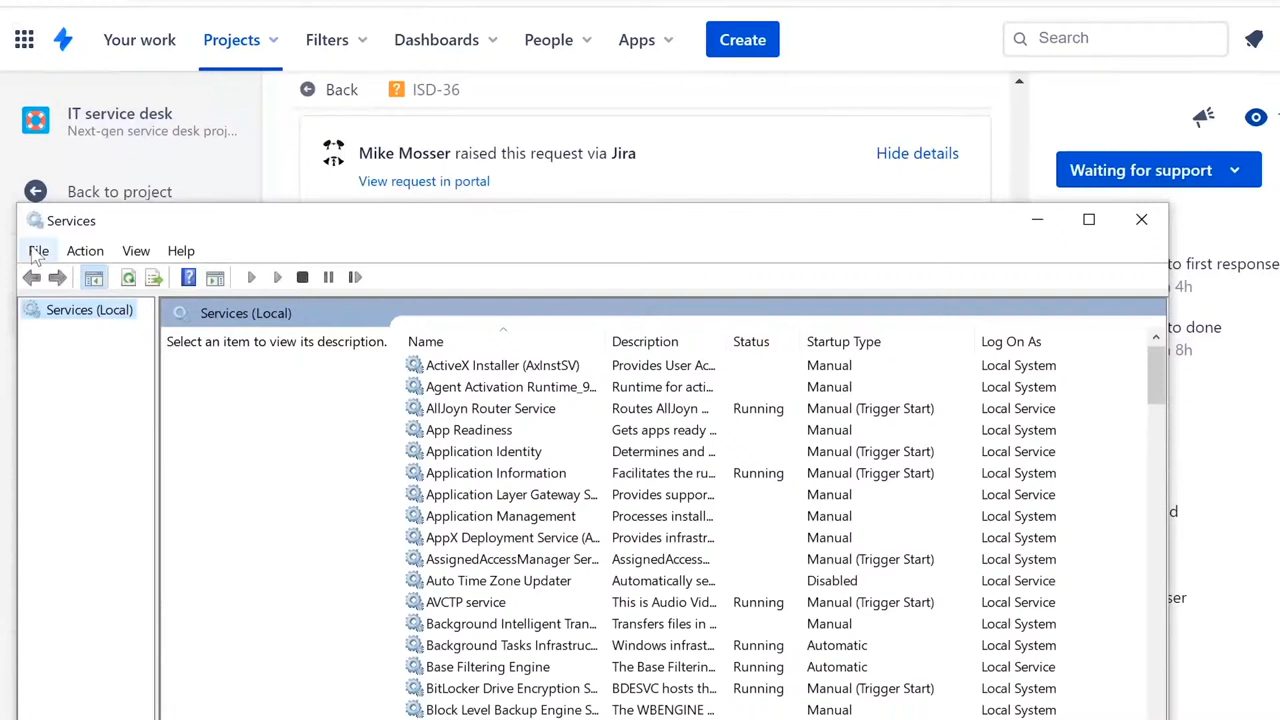 Your work Projects Filters Dashboards People Apps Create Search
IT service desk
Next-gen service desk proj...
Back ISD-36
Back to project
Mike Mosser raised this request via Jira Hide details
View request in portal
Waiting for support
to first response
4h
to done
8h
d
ser
Services
File Action View Help
Services (Local)
Services (Local)
Select an item to view its description.
Name Description Status Startup Type Log On As
ActiveX Installer (AxInstSV) Provides User Ac... Manual Local System
Agent Activation Runtime_9... Runtime for acti... Manual Local System
AllJoyn Router Service Routes AllJoyn ... Running Manual (Trigger Start) Local Service
App Readiness Gets apps ready ... Manual Local System
Application Identity Determines and ... Manual (Trigger Start) Local Service
Application Information Facilitates the ru... Running Manual (Trigger Start) Local System
Application Layer Gateway S... Provides suppor... Manual Local Service
Application Management Processes install... Manual Local System
AppX Deployment Service (A... Provides infrastr... Manual Local System
AssignedAccessManager Ser... AssignedAccess... Manual (Trigger Start) Local System
Auto Time Zone Updater Automatically se... Disabled Local Service
AVCTP service This is Audio Vid... Running Manual (Trigger Start) Local Service
Background Intelligent Tran... Transfers files in ... Manual Local System
Background Tasks Infrastruc... Windows infrast... Running Automatic Local System
Base Filtering Engine The Base Filterin... Running Automatic Local Service
BitLocker Drive Encryption S... BDESVC hosts th... Running Manual (Trigger Start) Local System
Block Level Backup Engine S... The WBENGINE ... Manual Local System